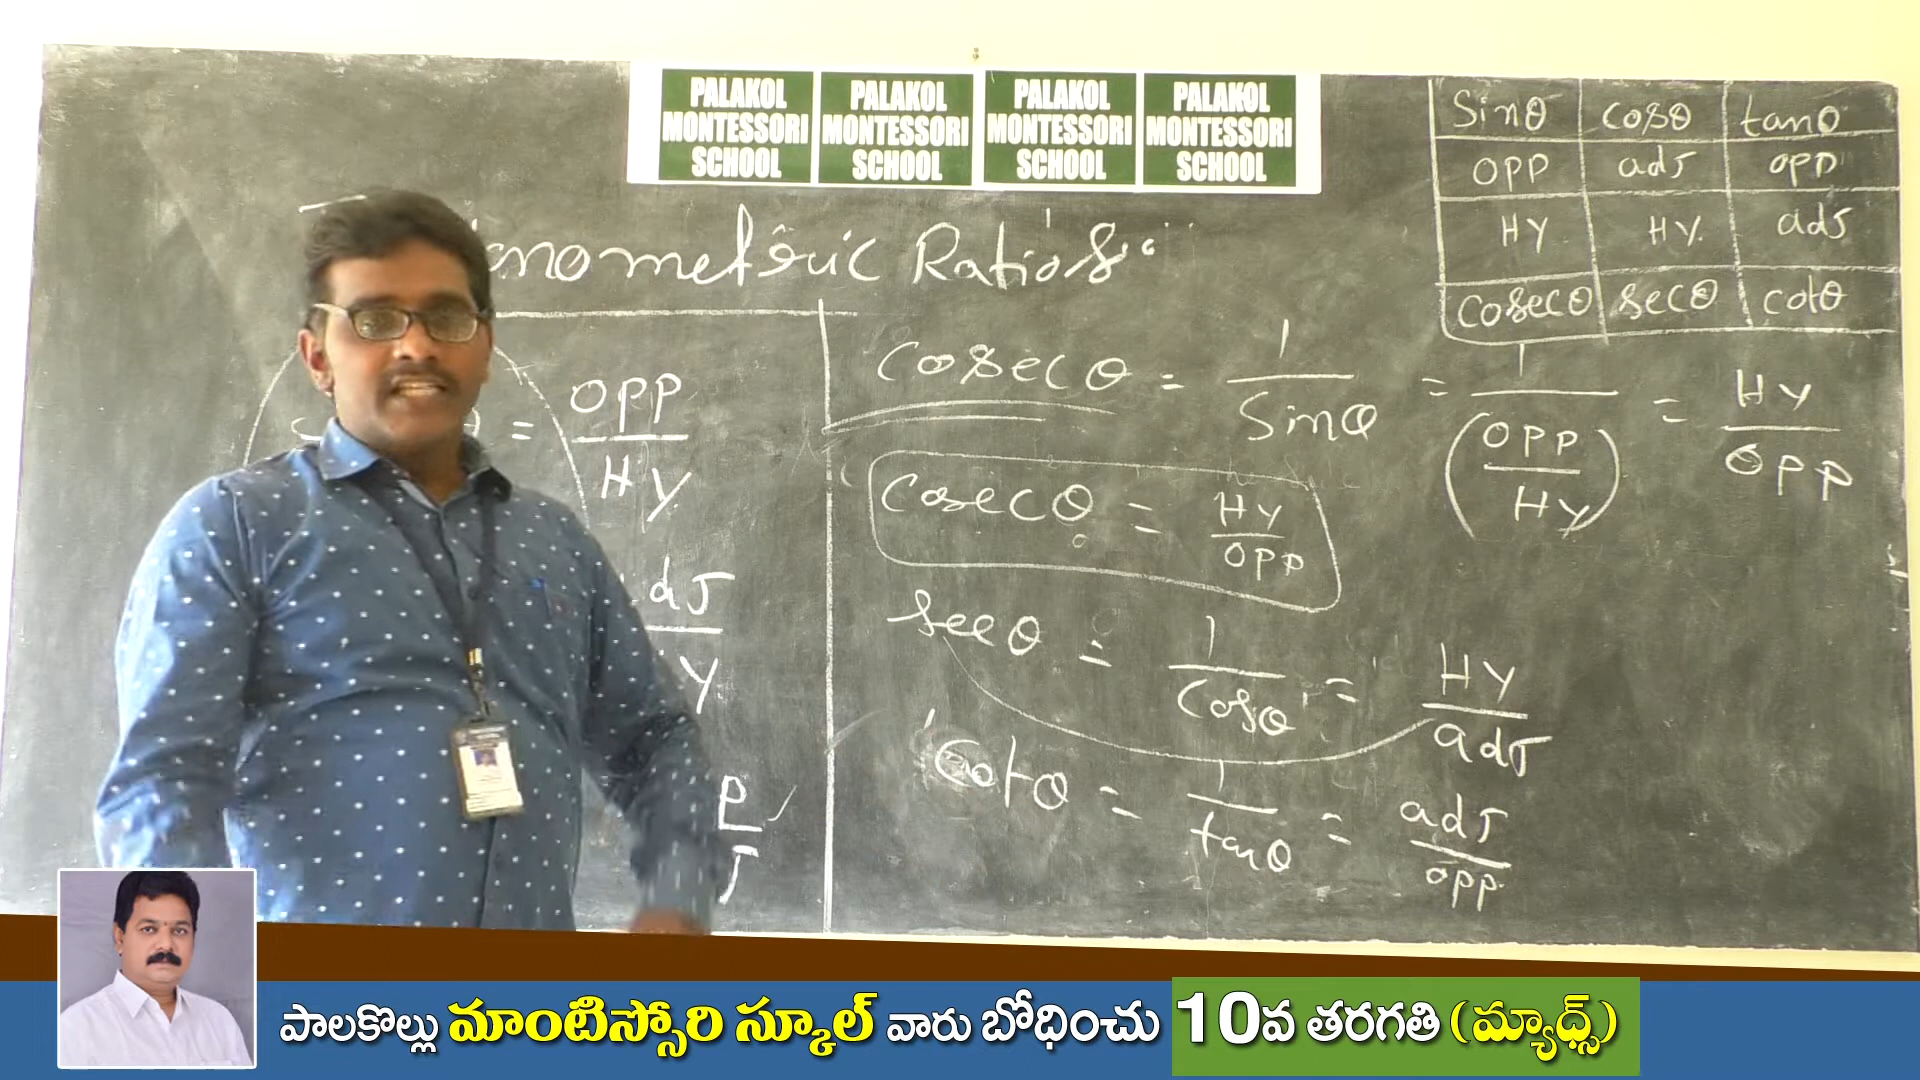 PALAKOL MONTESSORI SCHOOL
PALAKOL MONTESSORI SCHOOL
PALAKOL MONTESSORI SCHOOL
PALAKOL MONTESSORI SCHOOL
Sinθ cosθ tanθ
OPP adj OPP
Hy Hy. adj
cosecθ secθ cotθ
Ratios
= OPP / Hy
cosecθ = 1 / Sinθ = 1 / (OPP / Hy) = Hy / OPP
cosecθ = Hy / OPP
secθ = 1 / cosθ = Hy / adj
cotθ = 1 / tanθ = adj / opp.
పాలకొల్లు మాంటిస్సోరి స్కూల్ వారు బోధించు 10వ తరగతి (మ్యాథ్స్)